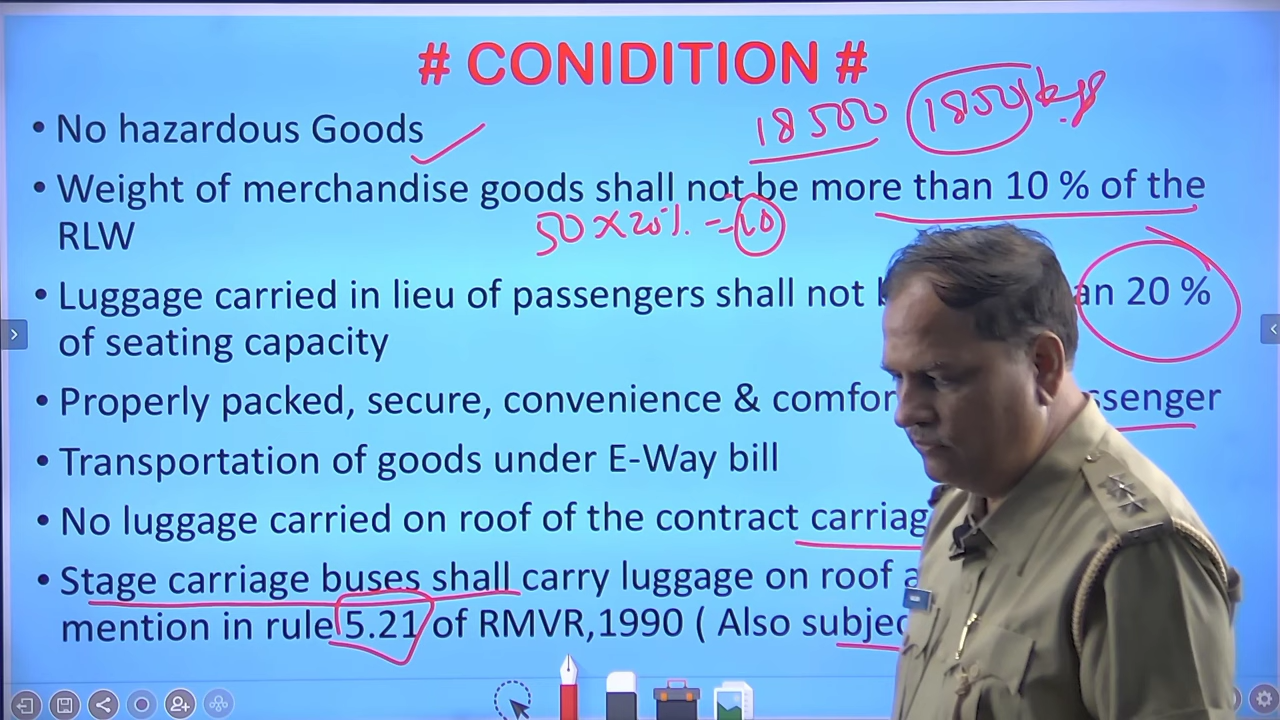 # CONIDITION #
18500 1850 kgs
• No hazardous Goods
• Weight of merchandise goods shall not be more than 10 % of the
RLW
50 x 20% = 10
• Luggage carried in lieu of passengers shall not an 20 %
of seating capacity
• Properly packed, secure, convenience & comfor ssenger
• Transportation of goods under E-Way bill
• No luggage carried on roof of the contract carriag
• Stage carriage buses shall carry luggage on roof a
mention in rule 5.21 of RMVR,1990 ( Also subjec